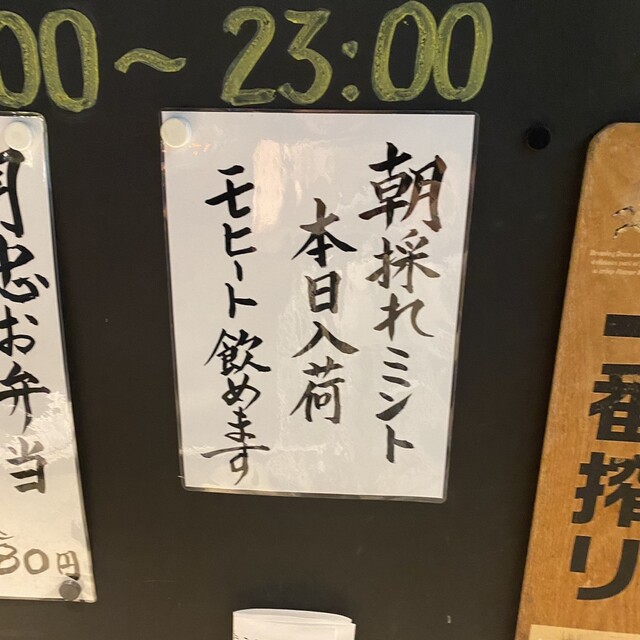 00～23:00
朝採れミント
本日入荷
モヒート飲めます
お弁当
80円
一番搾り